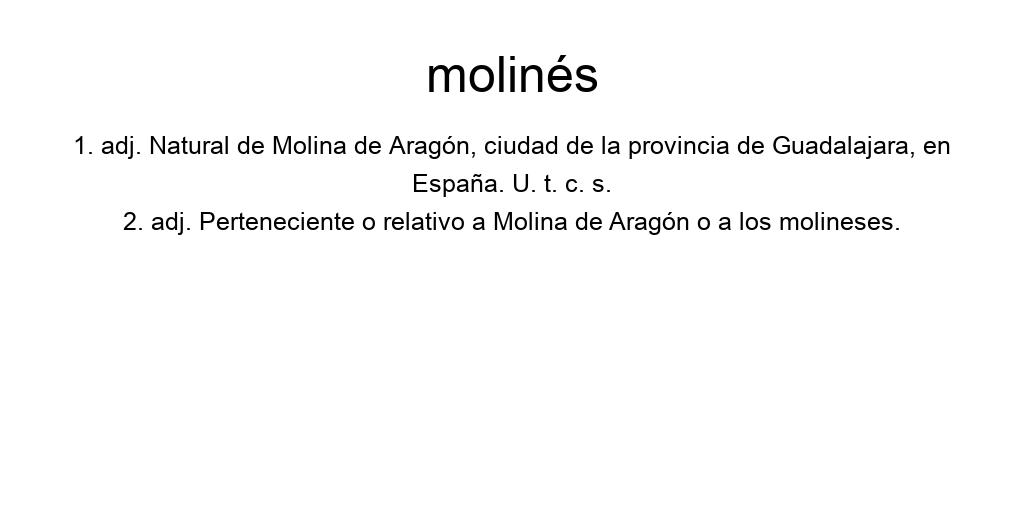 molinés
1. adj. Natural de Molina de Aragón, ciudad de la provincia de Guadalajara, en
España. U. t. c. s.
2. adj. Perteneciente o relativo a Molina de Aragón o a los molineses.